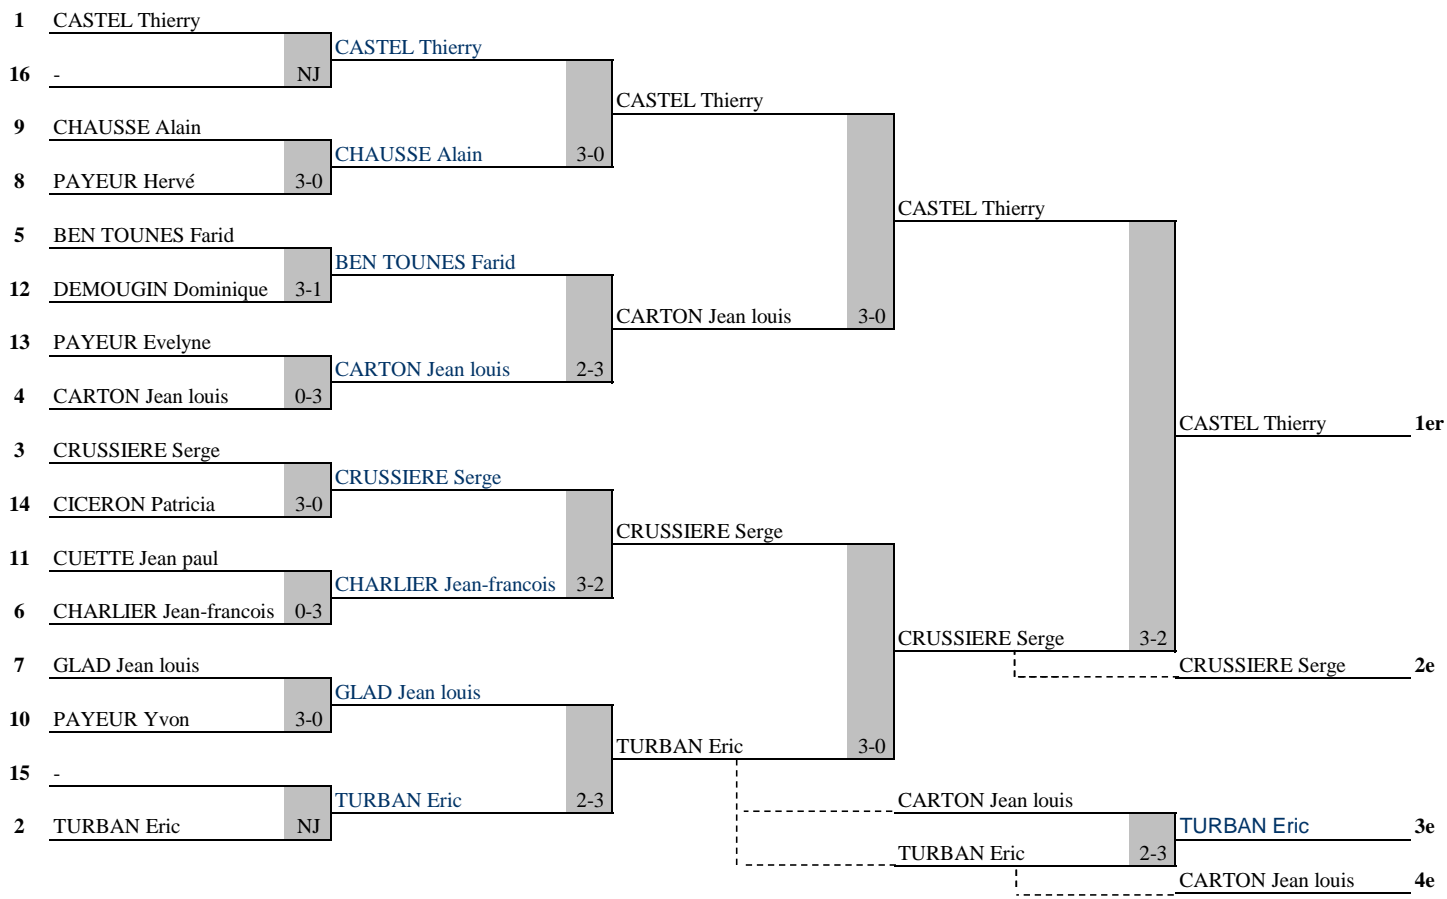 1 CASTEL Thierry
CASTEL Thierry
16 - NJ
CASTEL Thierry
9 CHAUSSE Alain
CHAUSSE Alain 3-0
8 PAYEUR Hervé 3-0
CASTEL Thierry
5 BEN TOUNES Farid
BEN TOUNES Farid
12 DEMOUGIN Dominique 3-1
CARTON Jean louis 3-0
13 PAYEUR Evelyne
CARTON Jean louis 2-3
4 CARTON Jean louis 0-3
CASTEL Thierry 1er
3 CRUSSIERE Serge
CRUSSIERE Serge
14 CICERON Patricia 3-0
CRUSSIERE Serge
11 CUETTE Jean paul
CHARLIER Jean-francois 3-2
6 CHARLIER Jean-francois 0-3
CRUSSIERE Serge 3-2
7 GLAD Jean louis CRUSSIERE Serge 2e
GLAD Jean louis
10 PAYEUR Yvon 3-0
TURBAN Eric 3-0
15 -
TURBAN Eric 2-3 CARTON Jean louis
2 TURBAN Eric NJ TURBAN Eric 3e
TURBAN Eric 2-3
CARTON Jean louis 4e